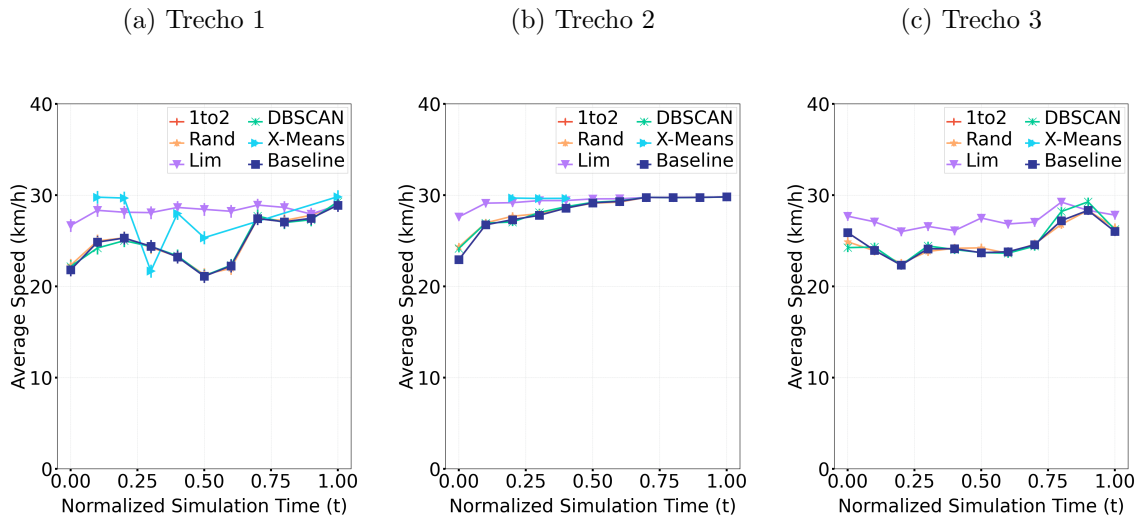 (a) Trecho 1
(b) Trecho 2
(c) Trecho 3
40
30
20
10
0
Average Speed (km/h)
1to2
Rand
Lim
DBSCAN
X-Means
Baseline
0.00 0.25 0.50 0.75 1.00
Normalized Simulation Time (t)
40
30
20
10
0
Average Speed (km/h)
1to2
Rand
Lim
DBSCAN
X-Means
Baseline
0.00 0.25 0.50 0.75 1.00
Normalized Simulation Time (t)
40
30
20
10
0
Average Speed (km/h)
1to2
Rand
Lim
DBSCAN
X-Means
Baseline
0.00 0.25 0.50 0.75 1.00
Normalized Simulation Time (t)